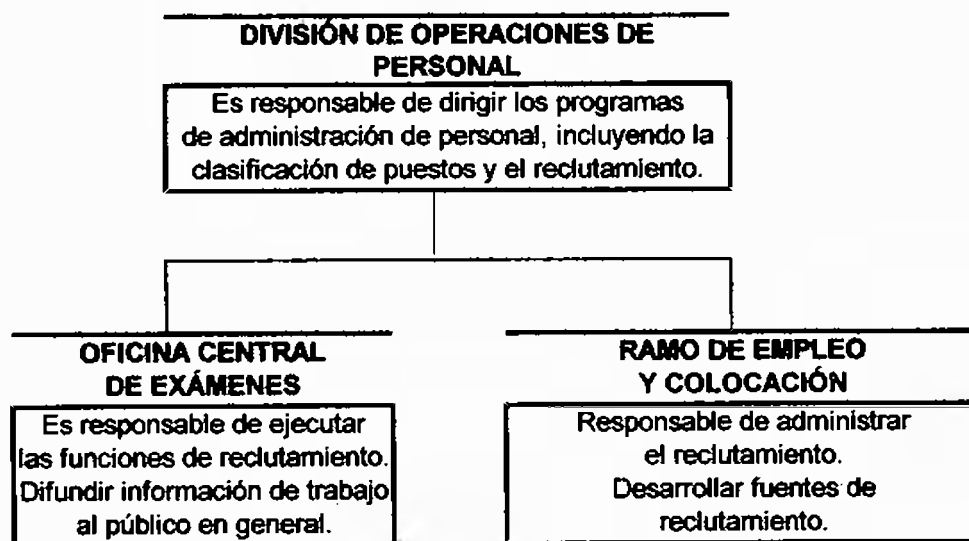 DIVISIÓN DE OPERACIONES DE
PERSONAL
Es responsable de dirigir los programas
de administración de personal, incluyendo la
clasificación de puestos y el reclutamiento.
OFICINA CENTRAL
DE EXÁMENES
Es responsable de ejecutar
las funciones de reclutamiento.
Difundir información de trabajo
al público en general.
RAMO DE EMPLEO
Y COLOCACIÓN
Responsable de administrar
el reclutamiento.
Desarrollar fuentes de
reclutamiento.